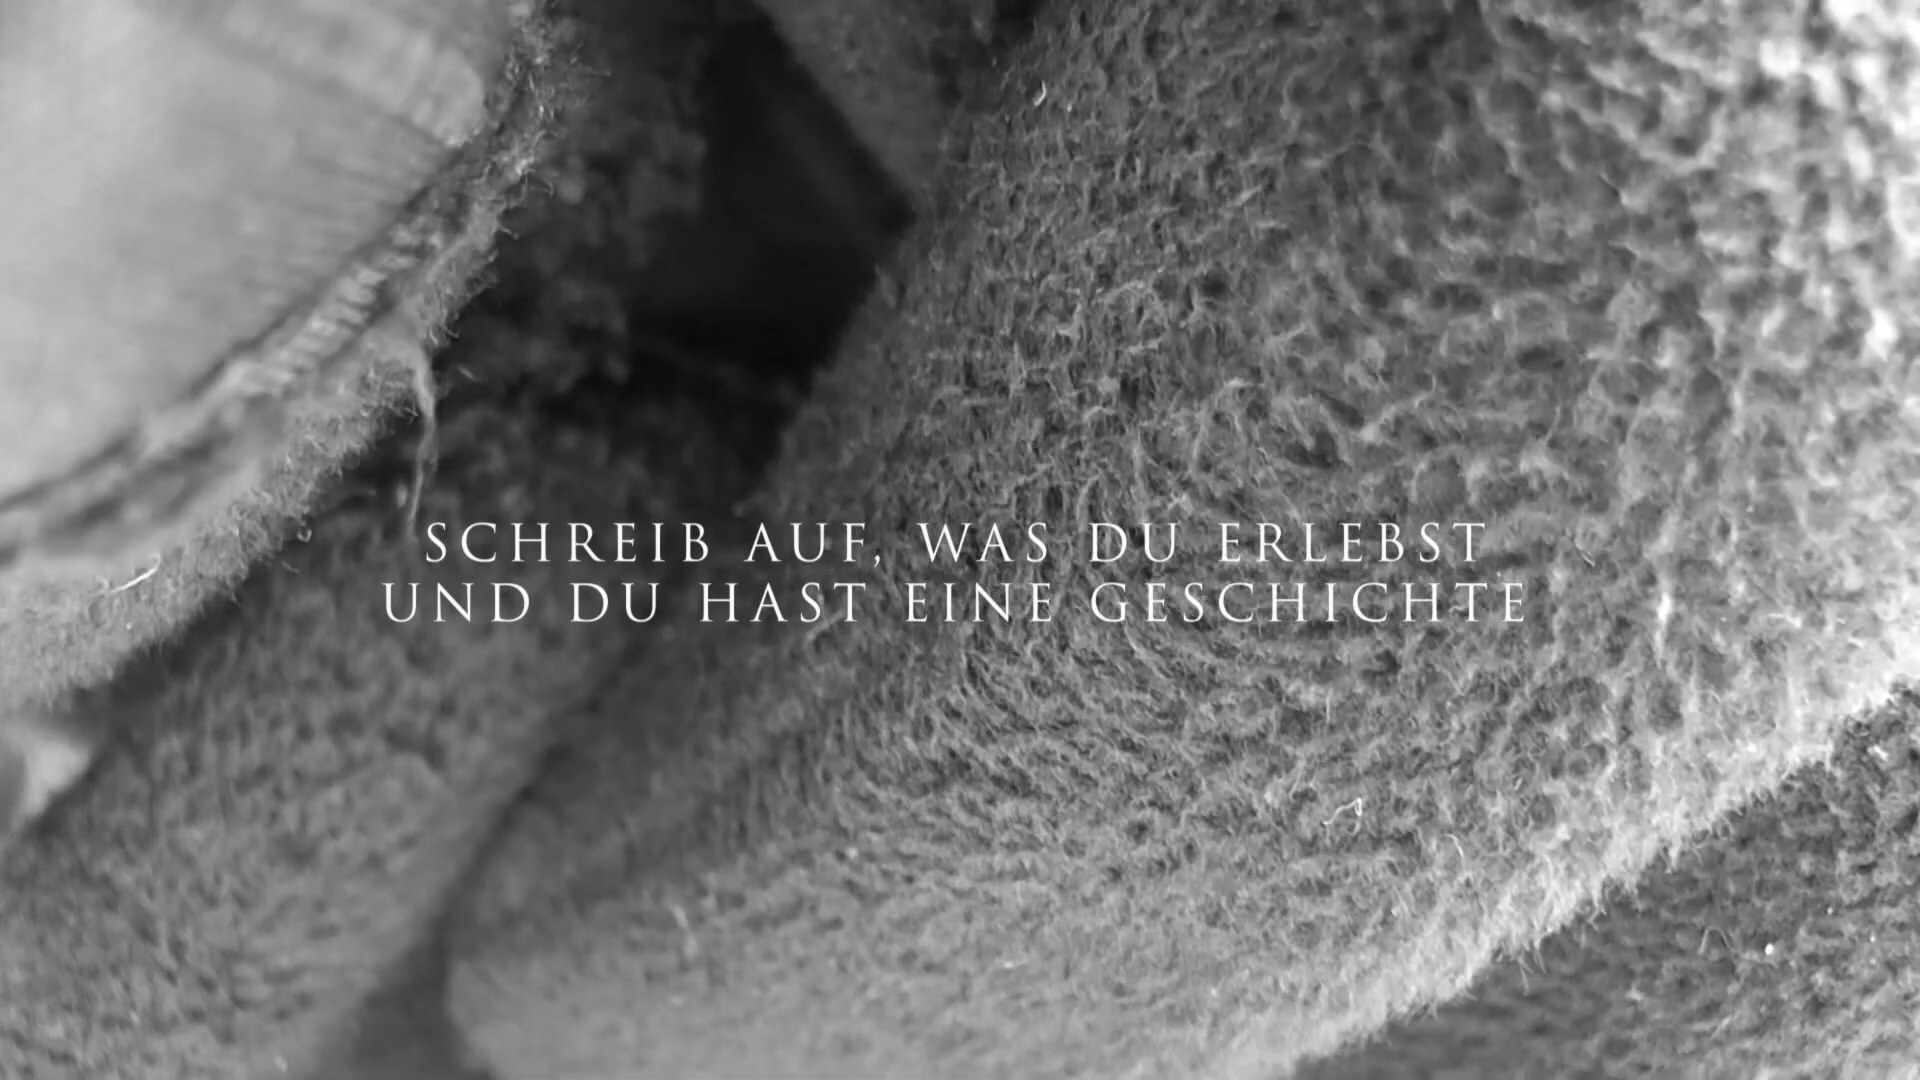 SCHREIB AUF, WAS DU ERLEBST
UND DU HAST EINE GESCHICHTE